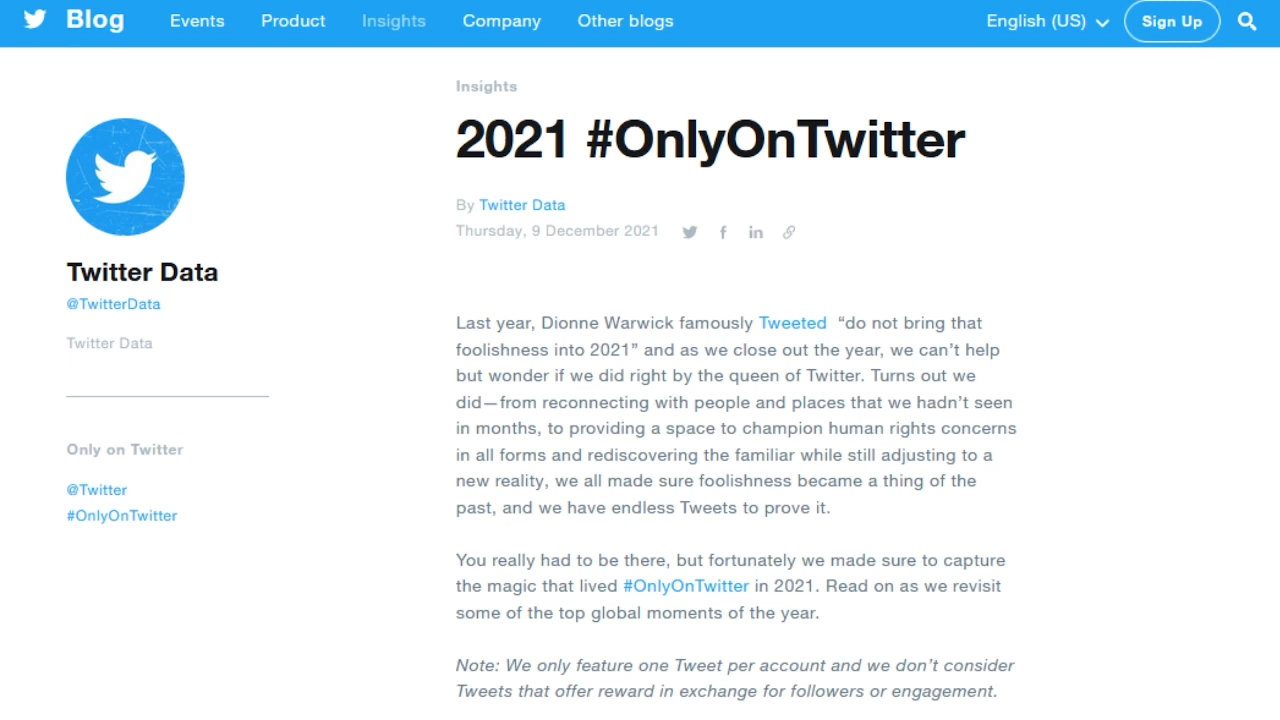 Blog Events Product Insights Company Other blogs English (US) Sign Up
Insights
2021 #OnlyOnTwitter
By Twitter Data
Thursday, 9 December 2021
Twitter Data
@TwitterData
Twitter Data
Only on Twitter
@Twitter
#OnlyOnTwitter
Last year, Dionne Warwick famously Tweeted “do not bring that
foolishness into 2021” and as we close out the year, we can’t help
but wonder if we did right by the queen of Twitter. Turns out we
did—from reconnecting with people and places that we hadn’t seen
in months, to providing a space to champion human rights concerns
in all forms and rediscovering the familiar while still adjusting to a
new reality, we all made sure foolishness became a thing of the
past, and we have endless Tweets to prove it.
You really had to be there, but fortunately we made sure to capture
the magic that lived #OnlyOnTwitter in 2021. Read on as we revisit
some of the top global moments of the year.
Note: We only feature one Tweet per account and we don’t consider
Tweets that offer reward in exchange for followers or engagement.